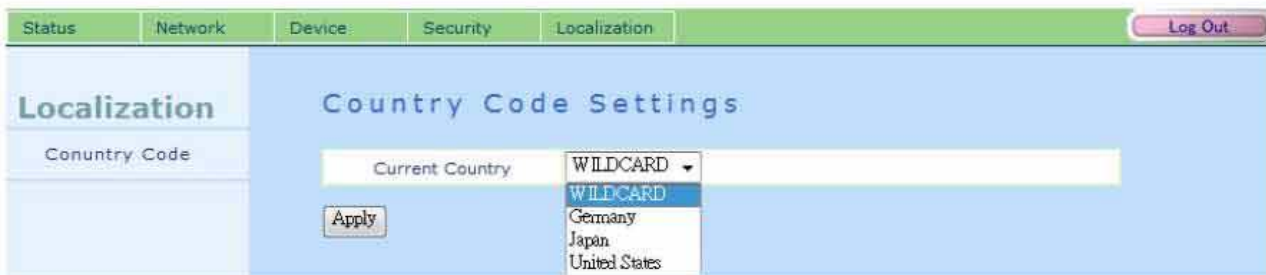 Status Network Device Security Localization Log Out
Localization
Conuntry Code
Country Code Settings
Current Country WILDCARD
WILDCARD
Germany
Japan
United States
Apply